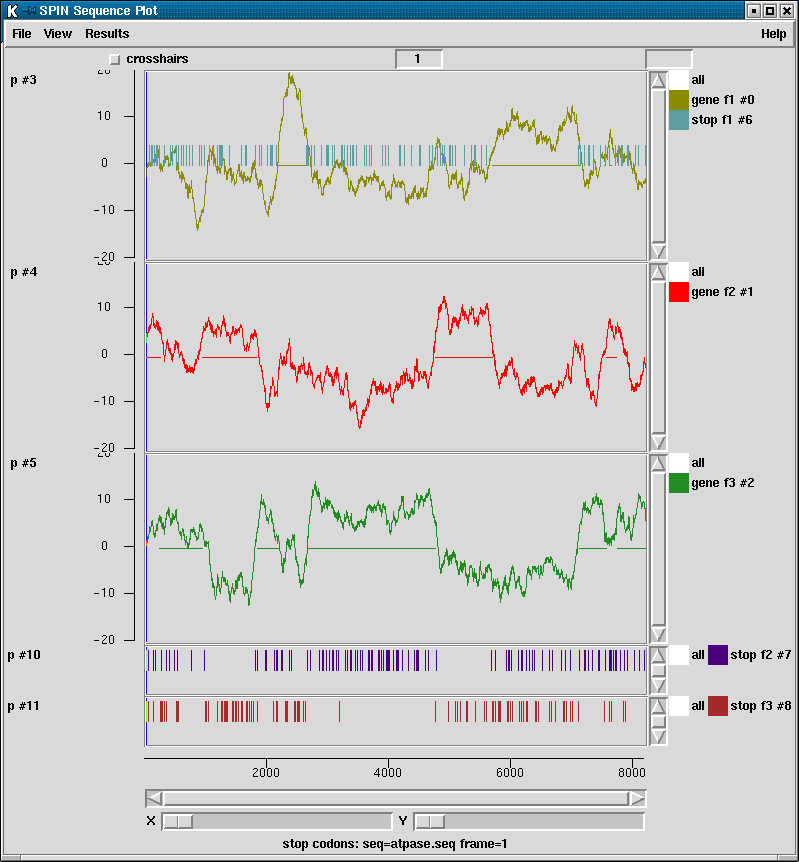 SPIN Sequence Plot
File View Results Help
crosshairs 1
p #3 20 all
gene f1 #0
10 stop f1 #6
0
-10
-20
p #4 all
10 gene f2 #1
0
-10
-20
p #5 all
10 gene f3 #2
0
-10
-20
p #10 all stop f2 #7
p #11 all stop f3 #8
2000 4000 6000 8000
X Y
stop codons: seq=atpase.seq frame=1